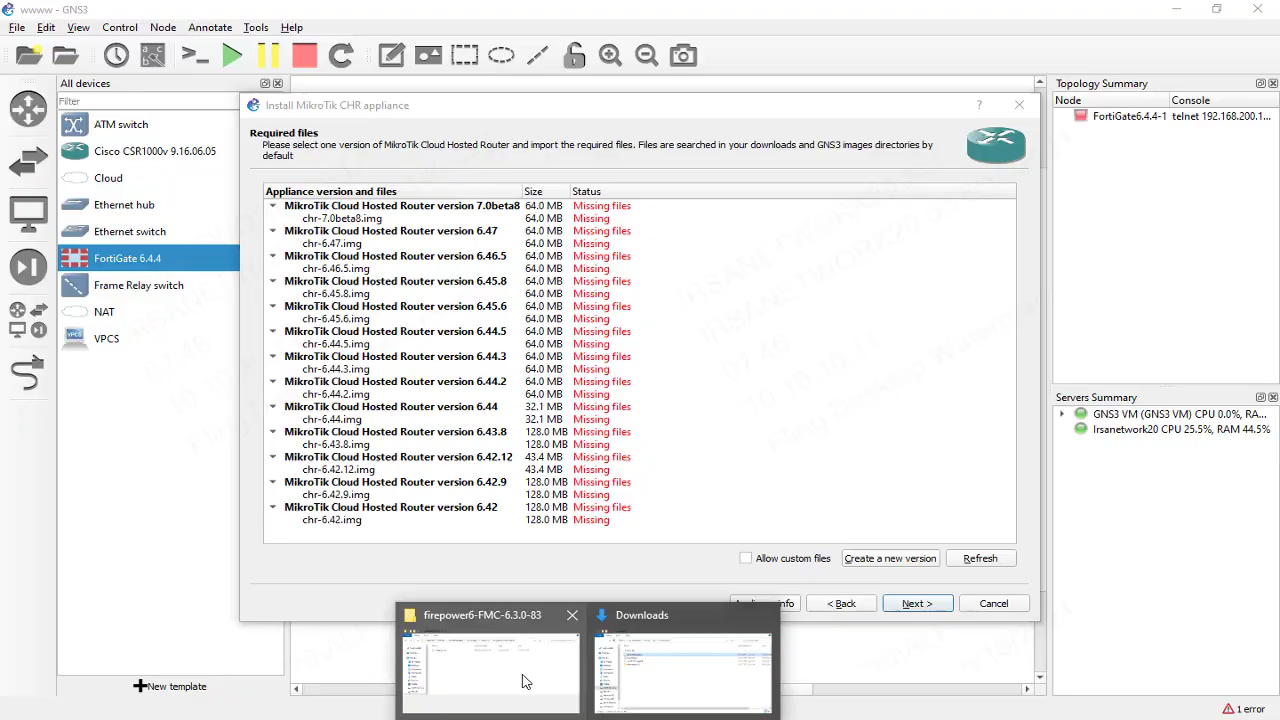 wwww - GNS3
File Edit View Control Node Annotate Tools Help
All devices
Filter
ATM switch
Cisco CSR1000v 9.16.06.05
Cloud
Ethernet hub
Ethernet switch
FortiGate 6.4.4
Frame Relay switch
NAT
VPCS
New template
Install MikroTik CHR appliance
Required files
Please select one version of MikroTik Cloud Hosted Router and import the required files. Files are searched in your downloads and GNS3 images directories by
default
Appliance version and files Size Status
MikroTik Cloud Hosted Router version 7.0beta8 64.0 MB Missing files
chr-7.0beta8.img 64.0 MB Missing
MikroTik Cloud Hosted Router version 6.47 64.0 MB Missing files
chr-6.47.img 64.0 MB Missing
MikroTik Cloud Hosted Router version 6.46.5 64.0 MB Missing files
chr-6.46.5.img 64.0 MB Missing
MikroTik Cloud Hosted Router version 6.45.8 64.0 MB Missing files
chr-6.45.8.img 64.0 MB Missing
MikroTik Cloud Hosted Router version 6.45.6 64.0 MB Missing files
chr-6.45.6.img 64.0 MB Missing
MikroTik Cloud Hosted Router version 6.44.5 64.0 MB Missing files
chr-6.44.5.img 64.0 MB Missing
MikroTik Cloud Hosted Router version 6.44.3 64.0 MB Missing files
chr-6.44.3.img 64.0 MB Missing
MikroTik Cloud Hosted Router version 6.44.2 64.0 MB Missing files
chr-6.44.2.img 64.0 MB Missing
MikroTik Cloud Hosted Router version 6.44 32.1 MB Missing files
chr-6.44.img 32.1 MB Missing
MikroTik Cloud Hosted Router version 6.43.8 128.0 MB Missing files
chr-6.43.8.img 128.0 MB Missing
MikroTik Cloud Hosted Router version 6.42.12 43.4 MB Missing files
chr-6.42.12.img 43.4 MB Missing
MikroTik Cloud Hosted Router version 6.42.9 128.0 MB Missing files
chr-6.42.9.img 128.0 MB Missing
MikroTik Cloud Hosted Router version 6.42 128.0 MB Missing files
chr-6.42.img 128.0 MB Missing
Allow custom files Create a new version Refresh
info < Back Next > Cancel
firepower6-FMC-6.3.0-83 Downloads
Topology Summary
Node Console
FortiGate6.4.4-1 telnet 192.168.200.1...
Servers Summary
GNS3 VM (GNS3 VM) CPU 0.0%, RA...
Irsanetwork20 CPU 25.5%, RAM 44.5%
1 error